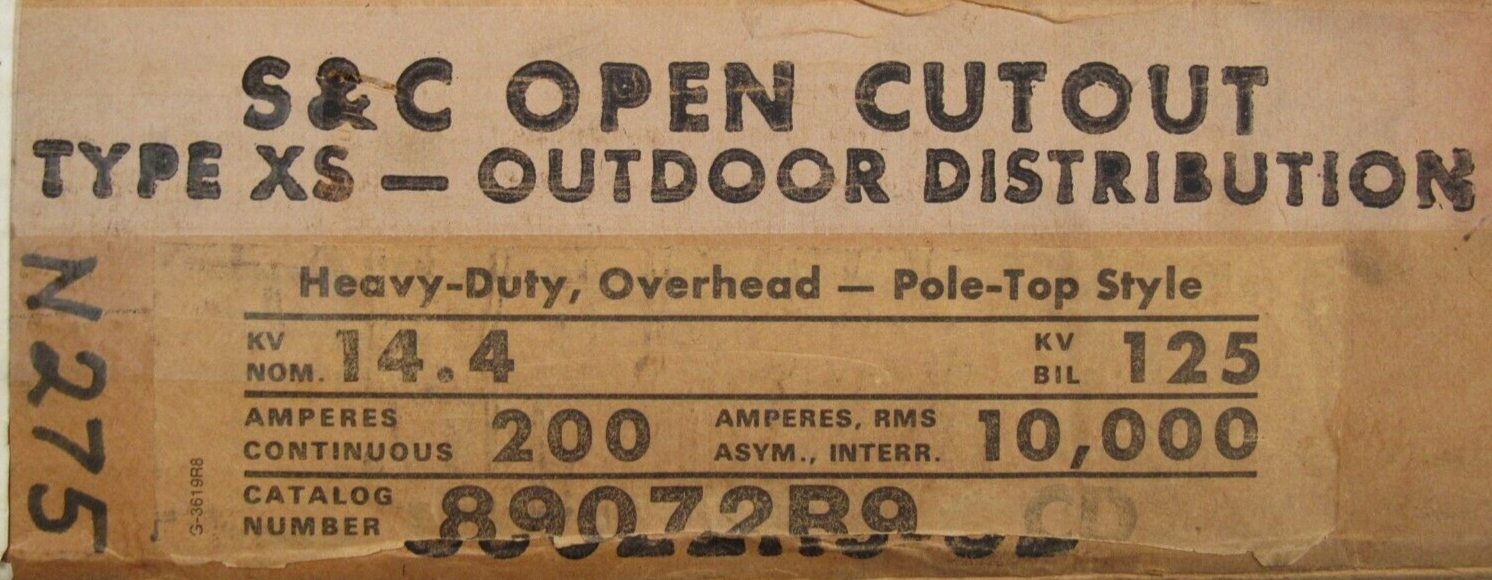 S&C OPEN CUTOUT
TYPE XS — OUTDOOR DISTRIBUTION
Heavy-Duty, Overhead — Pole-Top Style
KV NOM. 14.4 KV BIL 125
AMPERES CONTINUOUS 200 AMPERES, RMS ASYM., INTERR. 10,000
CATALOG NUMBER 89072R9
G-3619R8
N275